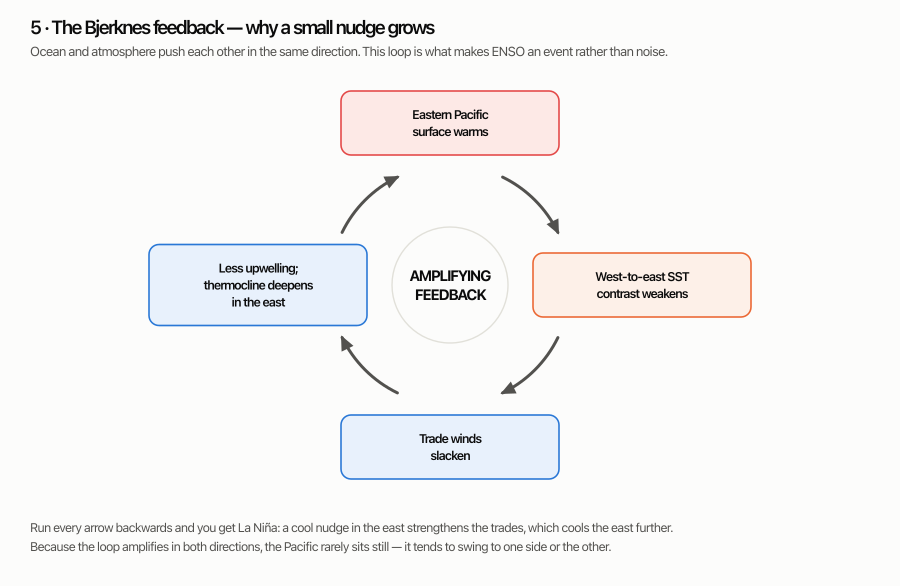 5 · The Bjerknes feedback — why a small nudge grows
Ocean and atmosphere push each other in the same direction. This loop is what makes ENSO an event rather than noise.
Eastern Pacific
surface warms
Less upwelling;
thermocline deepens
in the east
AMPLIFYING
FEEDBACK
West-to-east SST
contrast weakens
Trade winds
slacken
Run every arrow backwards and you get La Niña: a cool nudge in the east strengthens the trades, which cools the east further.
Because the loop amplifies in both directions, the Pacific rarely sits still — it tends to swing to one side or the other.